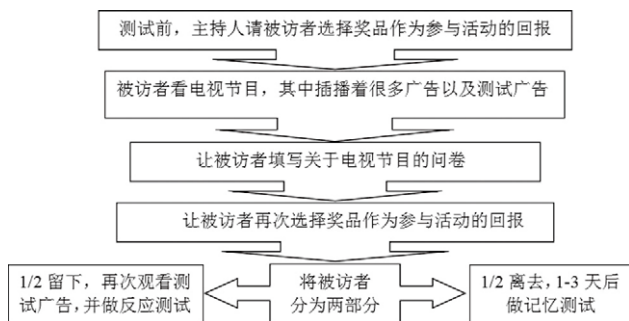 测试前，主持人请被访者选择奖品作为参与活动的回报
被访者看电视节目，其中插播着很多广告以及测试广告
让被访者填写关于电视节目的问卷
让被访者再次选择奖品作为参与活动的回报
1/2 留下，再次观看测
试广告，并做反应测试
将被访者
分为两部分
1/2 离去，1-3 天后
做记忆测试